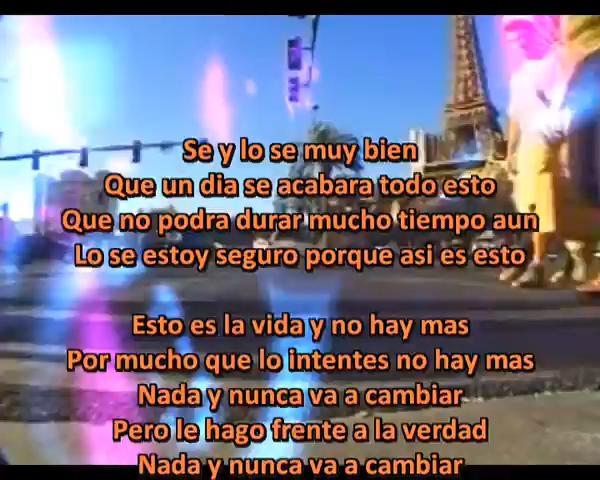 Se y lo se muy bien
Que un dia se acabara todo esto
Que no podra durar mucho tiempo aun
Lo se estoy seguro porque asi es esto
Esto es la vida y no hay mas
Por mucho que lo intentes no hay mas
Nada y nunca va a cambiar
Pero le hago frente a la verdad
Nada y nunca va a cambiar